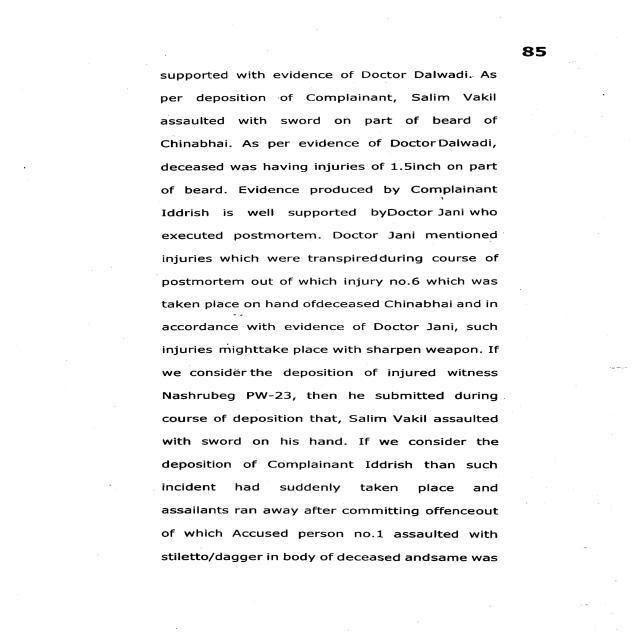 85
supported with evidence of Doctor Dalwadi. As
per deposition of Complainant, Salim Vakil
assaulted with sword on part of beard of
Chinabhai. As per evidence of DoctorDalwadi,
deceased was having injuries of 1.5inch on part
of beard. Evidence produced by Complainant
Iddrish is well supported byDoctor Jani who
executed postmortem. Doctor Jani mentioned
injuries which were transpiredduring course of
postmortem out of which injury no.6 which was
taken place on hand ofdeceased Chinabhai and in
accordance with evidence of Doctor Jani, such
injuries mighttake place with sharpen weapon. If
we consider the deposition of injured witness
Nashrubeg PW-23, then he submitted during
course of deposition that, Salim Vakil assaulted
with sword on his hand. If we consider the
deposition of Complainant Iddrish than such
incident had suddenly taken place and
assailants ran away after committing offenceout
of which Accused person no.1 assaulted with
stiletto/dagger in body of deceased andsame was